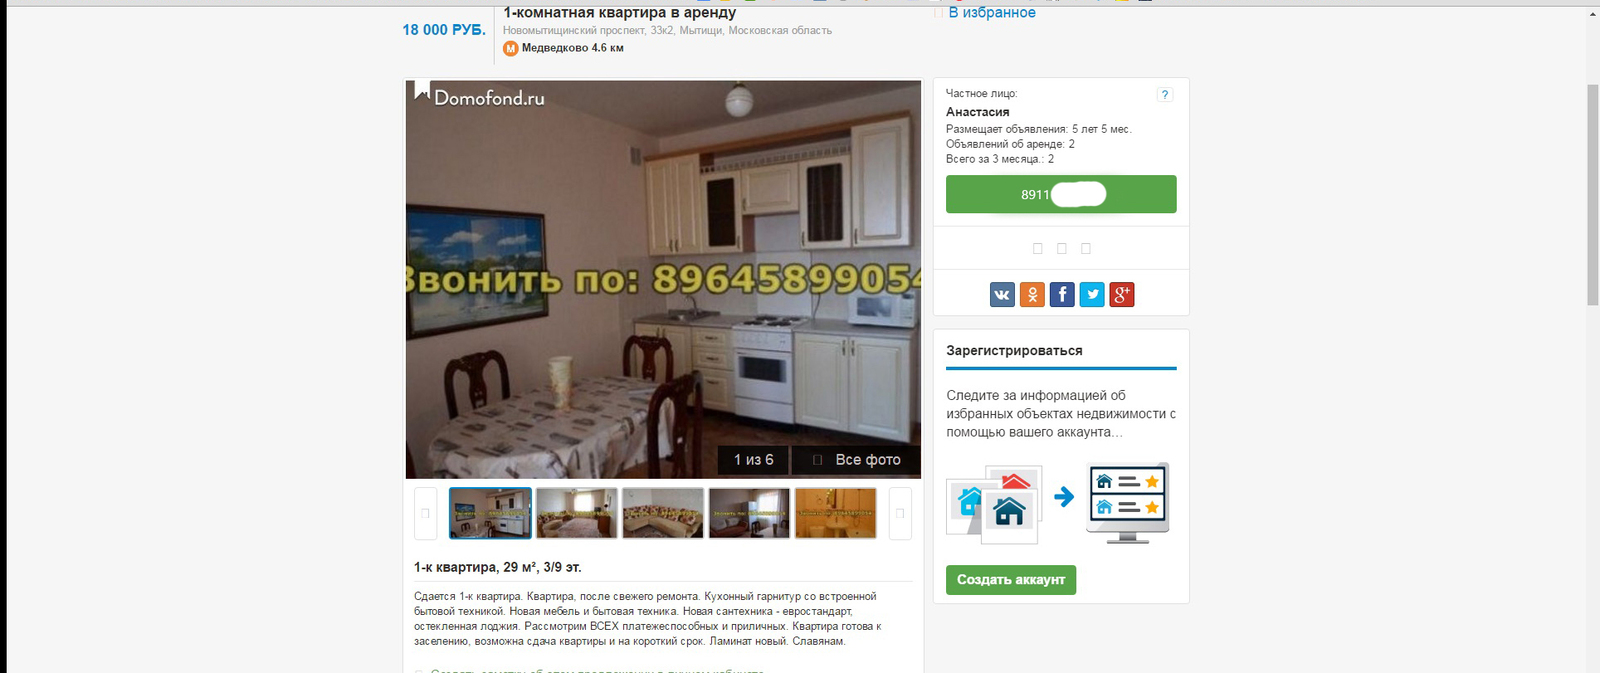 1-комнатная квартира в аренду
18 000 РУБ.
Новомытищинский проспект, 33к2, Мытищи, Московская область
М Медведково 4.6 км
В избранное
Domofond.ru
Звонить по: 89645899054
1 из 6
Все фото
1-к квартира, 29 м², 3/9 эт.
Сдается 1-к квартира. Квартира, после свежего ремонта. Кухонный гарнитур со встроенной
бытовой техникой. Новая мебель и бытовая техника. Новая сантехника - евростандарт,
остекленная лоджия. Рассмотрим ВСЕХ платежеспособных и приличных. Квартира готова к
заселению, возможна сдача квартиры и на короткий срок. Ламинат новый. Славянам.
Частное лицо:
?
Анастасия
Размещает объявления: 5 лет 5 мес.
Объявлений об аренде: 2
Всего за 3 месяца.: 2
8911
Зарегистрироваться
Следите за информацией об
избранных объектах недвижимости с
помощью вашего аккаунта...
Создать аккаунт